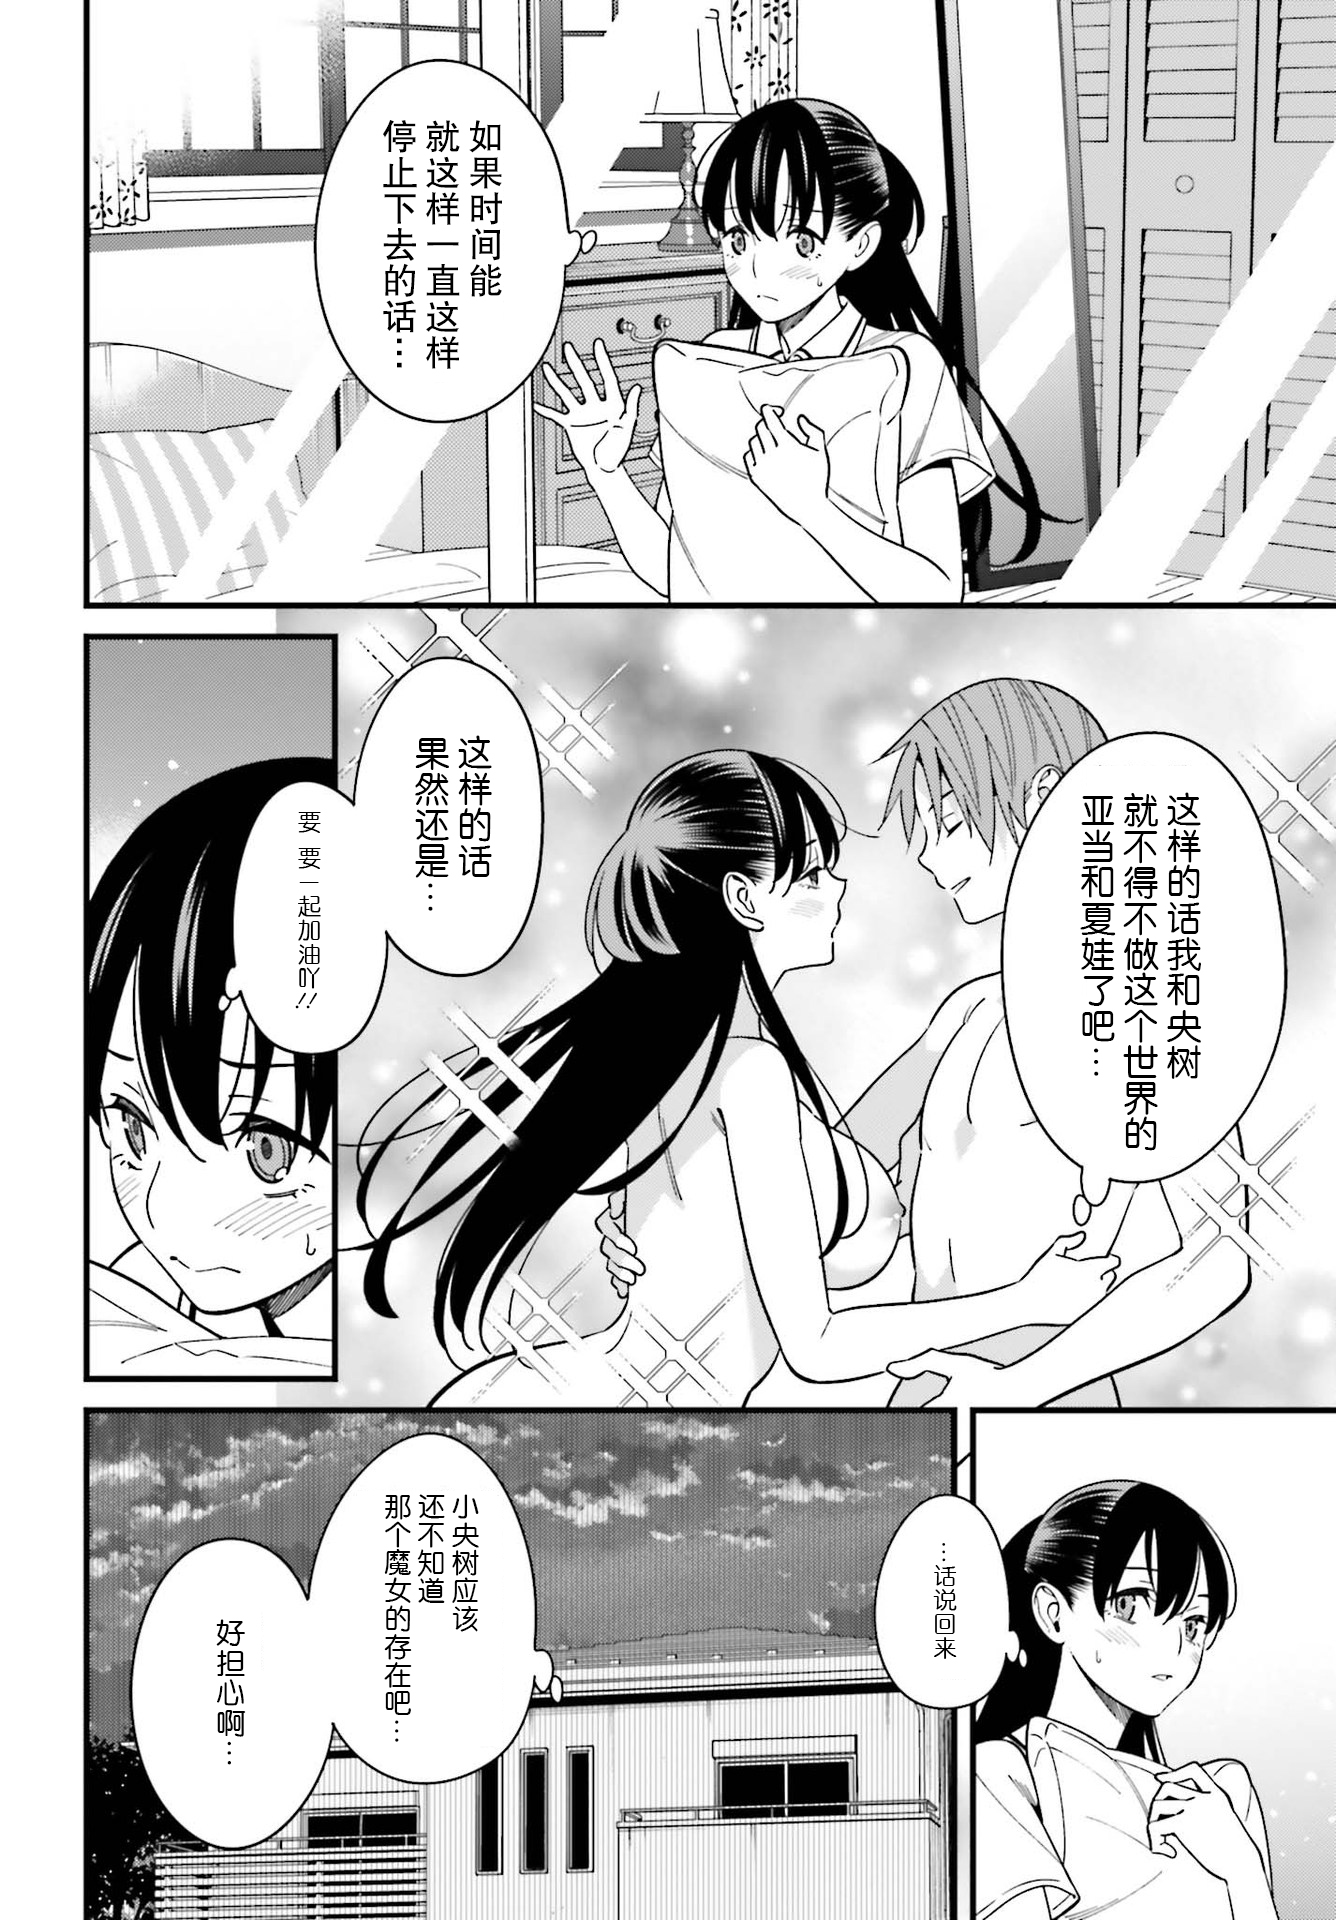 如果时间能
就这样一直这样
停止下去的话…
这样的话我和央树
就不得不做这个世界的
亚当和夏娃了吧…
这样的话
果然还是…
要 要一起加油吖!!
…话说回来
小央树应该
还不知道
那个魔女的存在吧…
好担心啊…